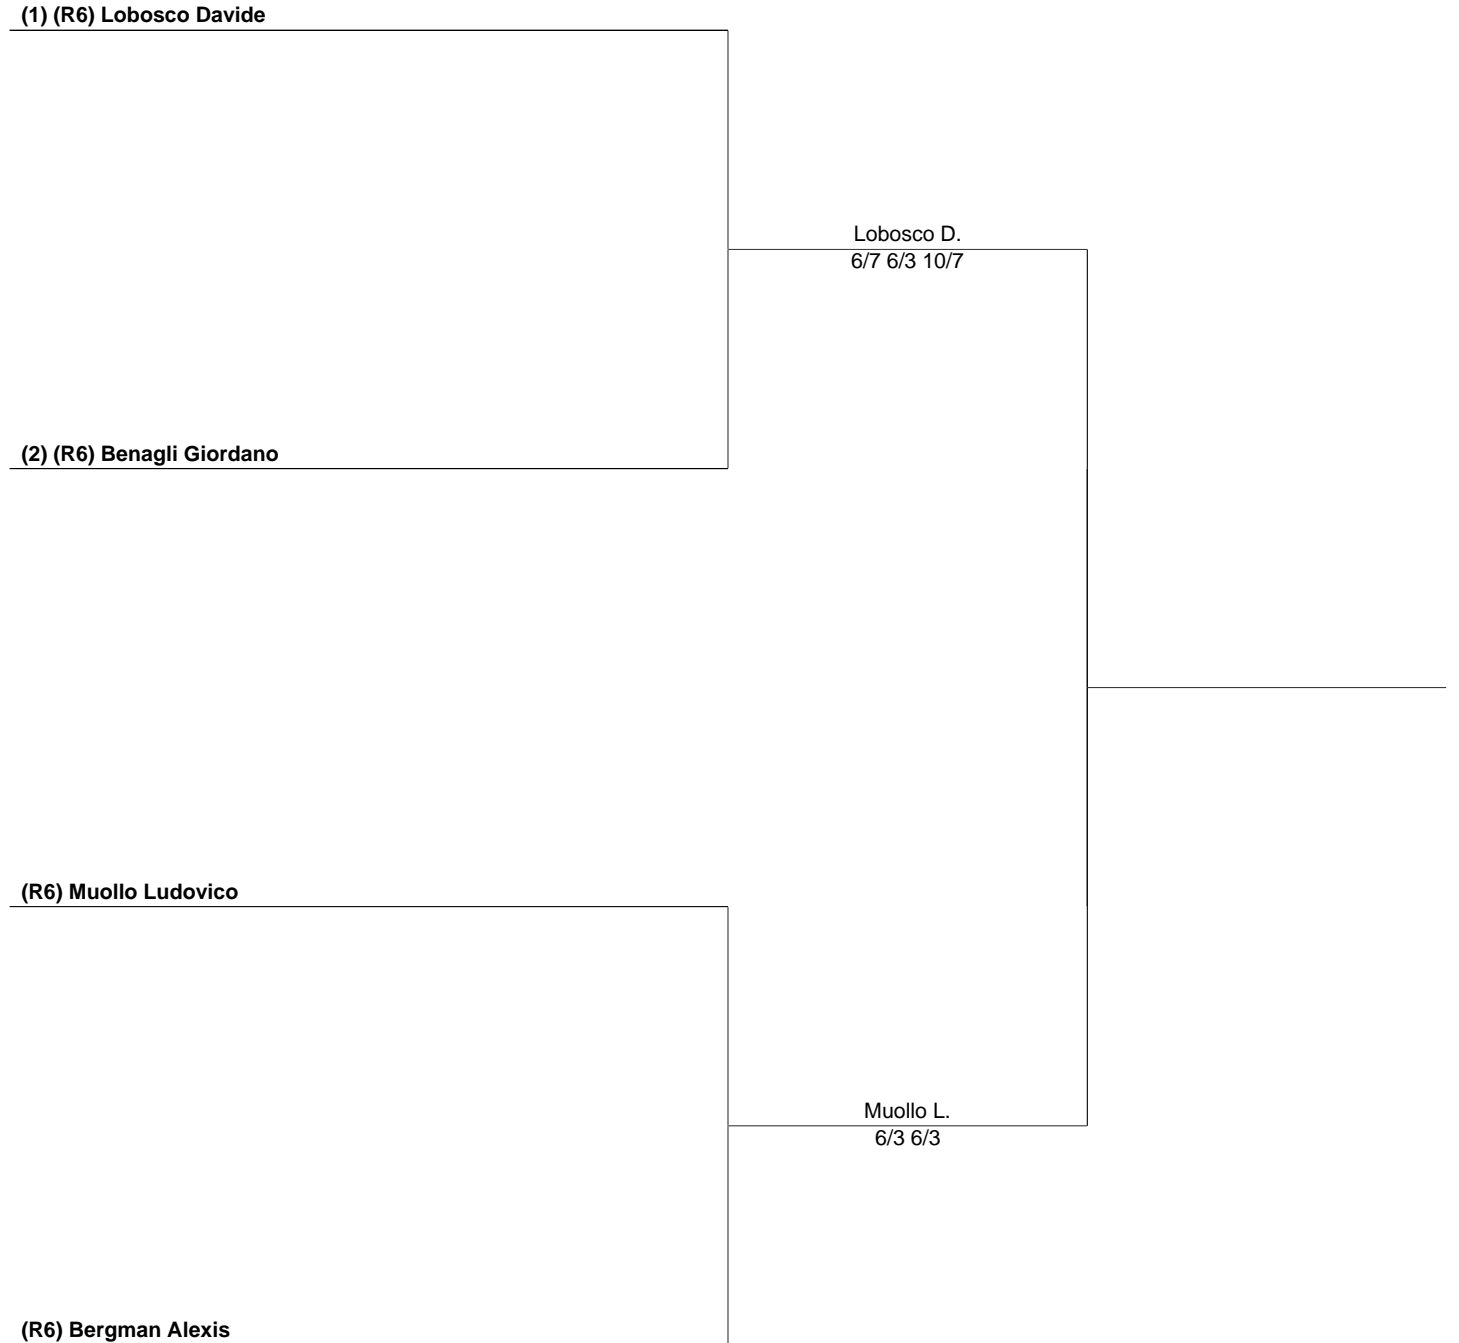 (1) (R6) Lobosco Davide
Lobosco D.
6/7 6/3 10/7
(2) (R6) Benagli Giordano
(R6) Muollo Ludovico
Muollo L.
6/3 6/3
(R6) Bergman Alexis